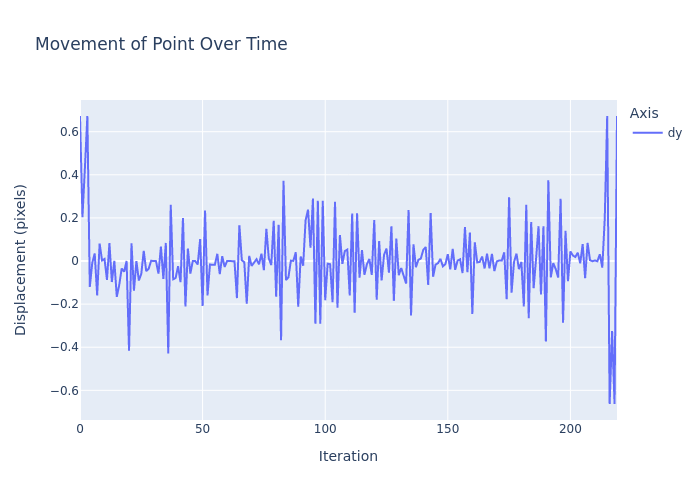 Movement of Point Over Time
Axis
dy
Displacement (pixels)
0.6
0.4
0.2
0
−0.2
−0.4
−0.6
0 50 100 150 200
Iteration